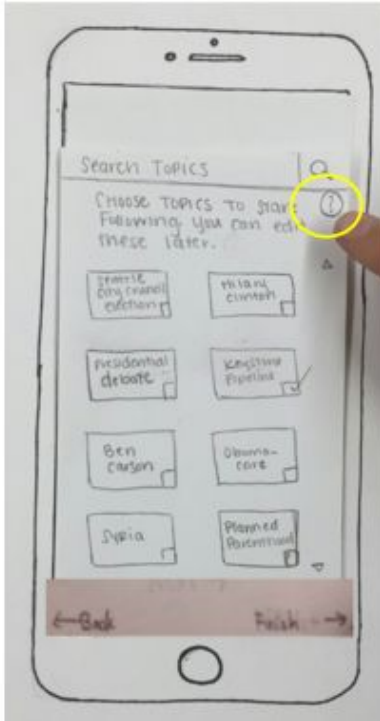 Search Topics
CHOOSE TOPICS TO start
Following you can edit
these later.
?
Seattle
city council
election
Hilary
clinton
Presidential
debate
Keystone
Pipeline
Ben
carson
Obama-
care
Syria
Planned
Parenthood
← Back
Finish →